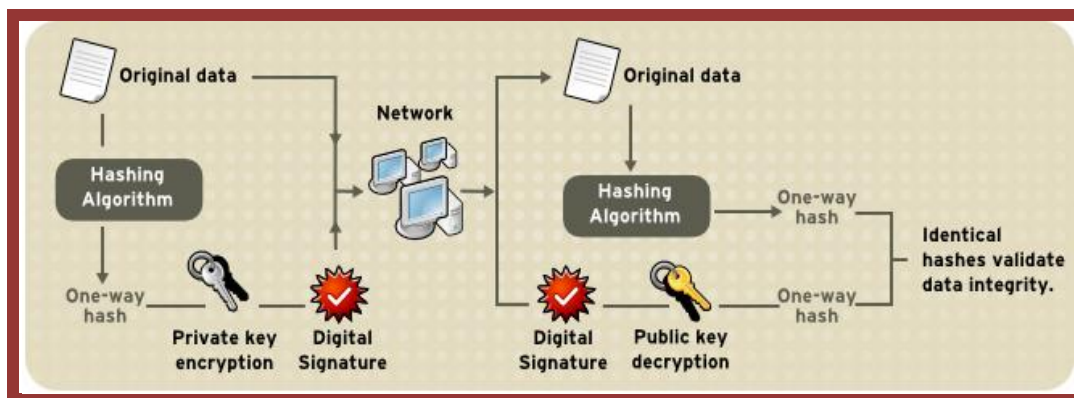 Original data
Hashing
Algorithm
One-way
hash
Private key
encryption
Digital
Signature
Network
Original data
Hashing
Algorithm
One-way
hash
Digital
Signature
Public key
decryption
One-way
hash
Identical
hashes validate
data integrity.